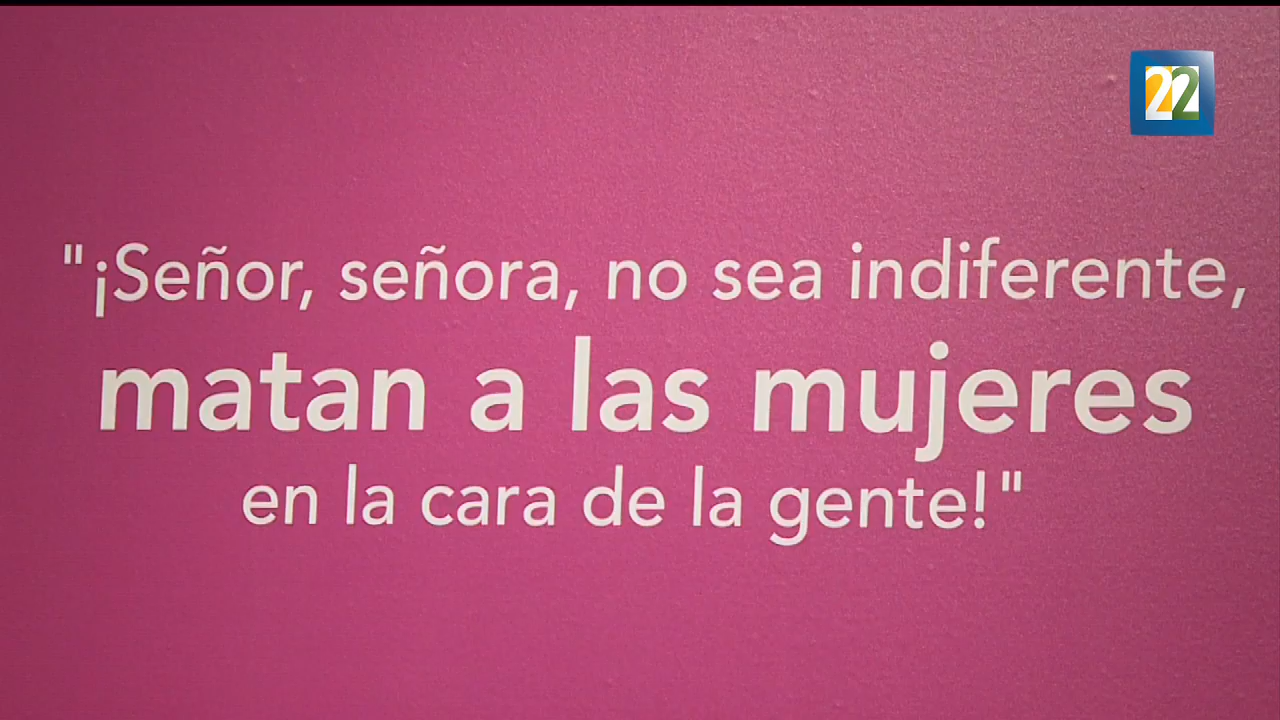 22
"¡Señor, señora, no sea indiferente,
matan a las mujeres
en la cara de la gente!"